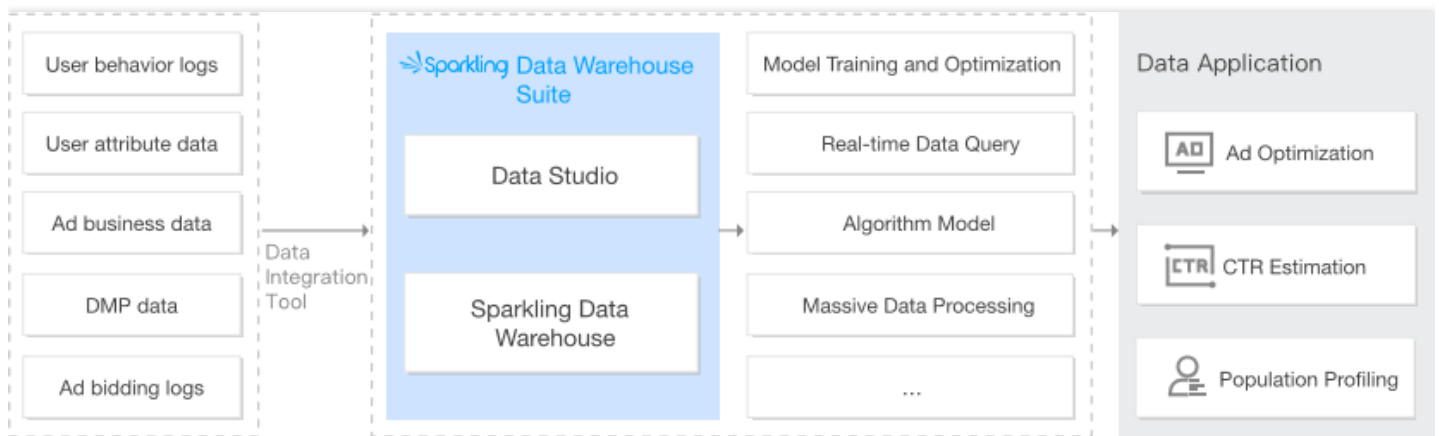 User behavior logs
User attribute data
Ad business data
DMP data
Ad bidding logs
Data
Integration
Tool
Sparkling Data Warehouse
Suite
Data Studio
Sparkling Data
Warehouse
Model Training and Optimization
Real-time Data Query
Algorithm Model
Massive Data Processing
...
Data Application
AD
Ad Optimization
CTR
CTR Estimation
Population Profiling